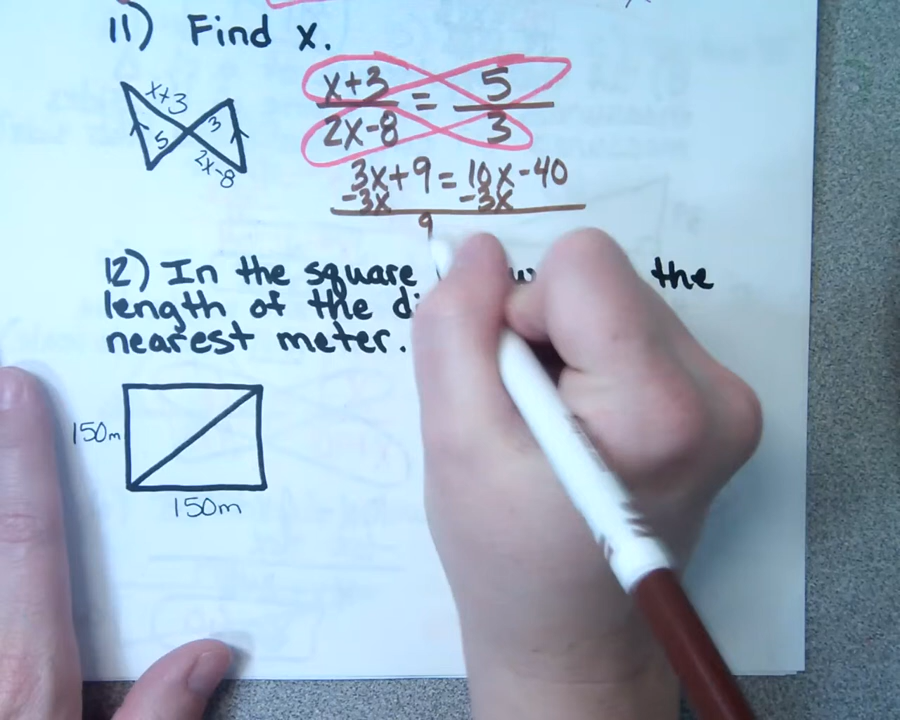 11) Find x.
x+3
5
3
2x-8
x+3 = 5
2x-8 3
3x+9 = 10x-40
-3x -3x
9
12) In the square the
length of the
nearest meter.
150m
150m